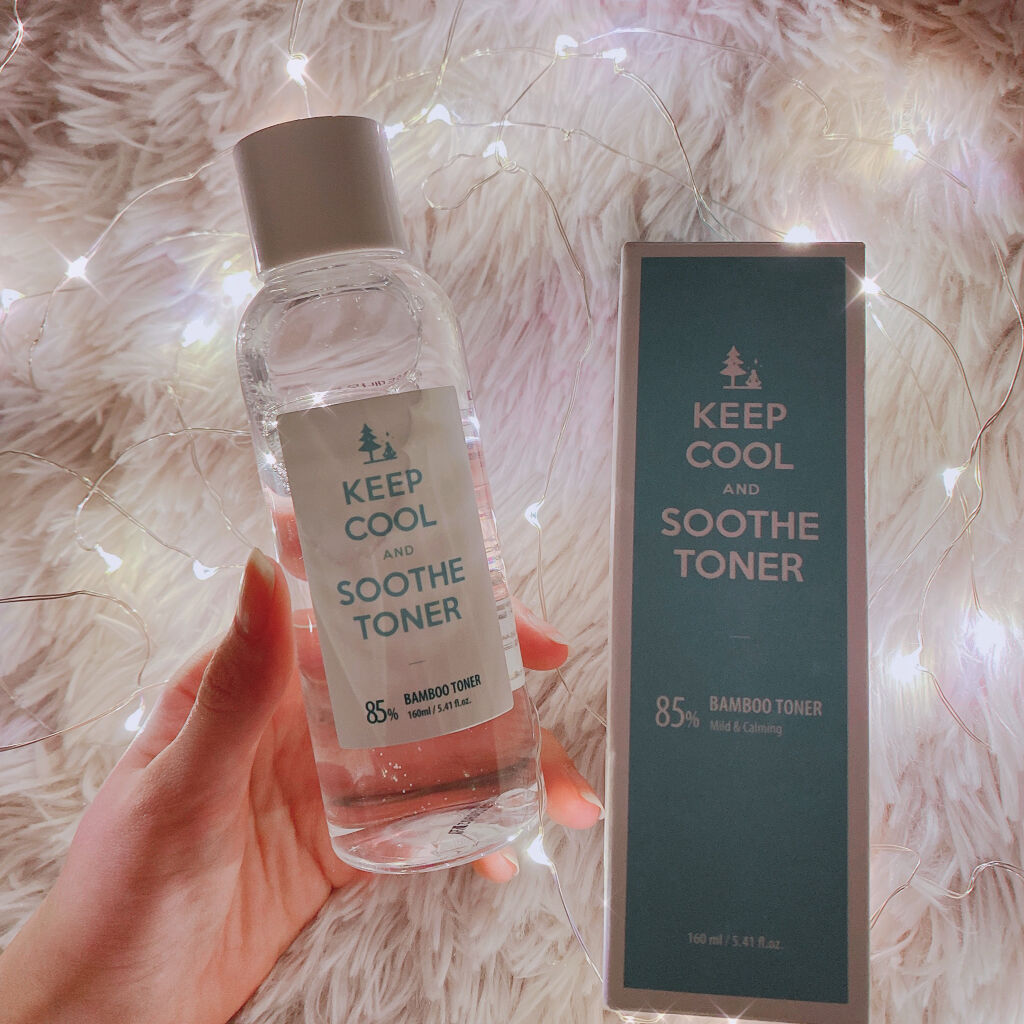 KEEP
COOL
AND
SOOTHE
TONER
85% BAMBOO TONER
160ml / 5.41 fl.oz.
KEEP
COOL
AND
SOOTHE
TONER
85% BAMBOO TONER
Mild & Calming
160 ml / 5.41 fl.oz.